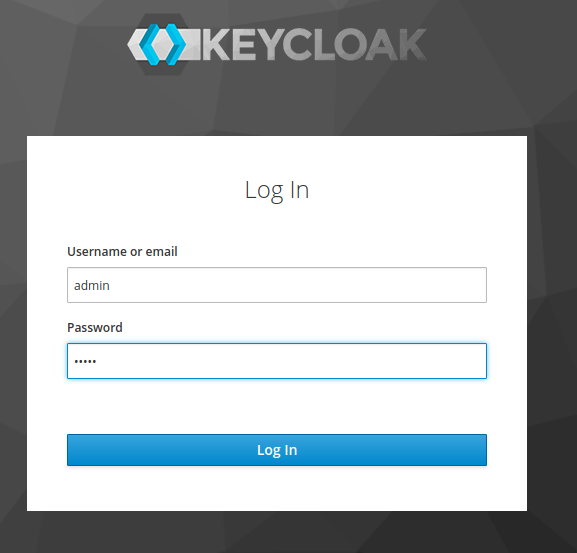 KEYCLOAK
Log In
Username or email
admin
Password
•••••
Log In